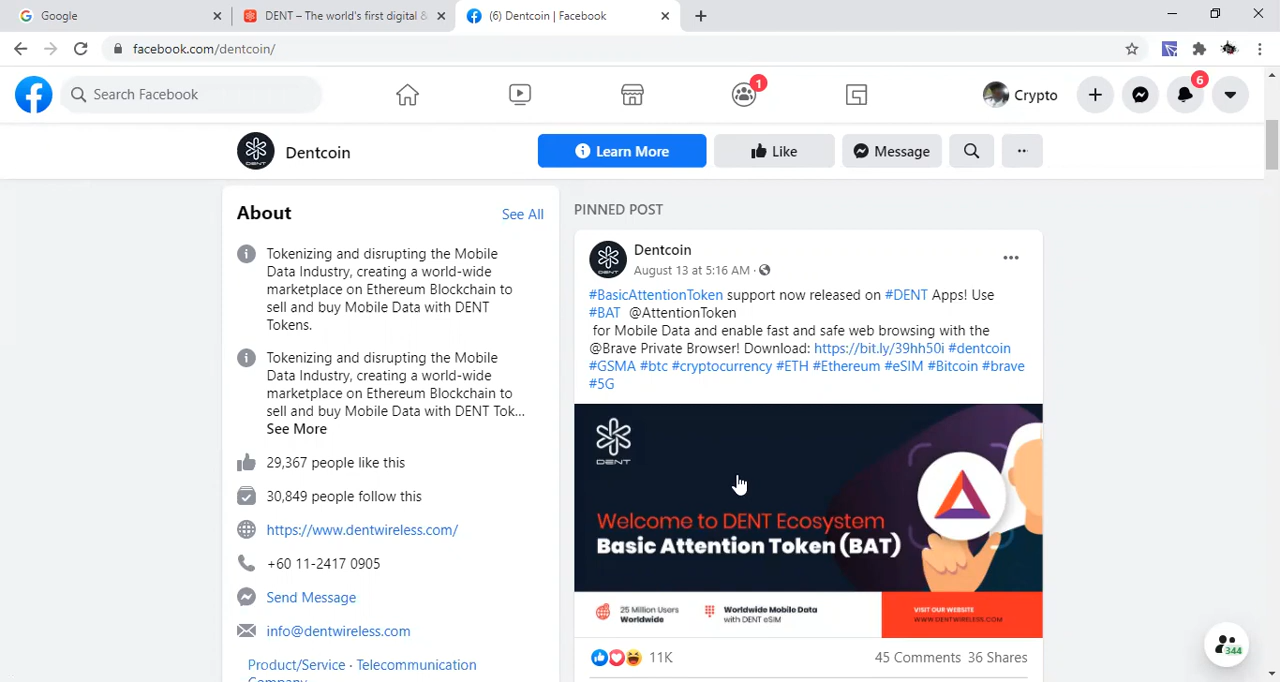 Google
DENT – The world's first digital &
(6) Dentcoin | Facebook
facebook.com/dentcoin/
Search Facebook
1
Crypto
6
Dentcoin
Learn More
Like
Message
About
See All
Tokenizing and disrupting the Mobile
Data Industry, creating a world-wide
marketplace on Ethereum Blockchain to
sell and buy Mobile Data with DENT
Tokens.
Tokenizing and disrupting the Mobile
Data Industry, creating a world-wide
marketplace on Ethereum Blockchain to
sell and buy Mobile Data with DENT Tok...
See More
29,367 people like this
30,849 people follow this
https://www.dentwireless.com/
+60 11-2417 0905
Send Message
info@dentwireless.com
Product/Service · Telecommunication
Company
PINNED POST
Dentcoin
August 13 at 5:16 AM ·
#BasicAttentionToken support now released on #DENT Apps! Use
#BAT @AttentionToken
for Mobile Data and enable fast and safe web browsing with the
@Brave Private Browser! Download: https://bit.ly/39hh50i #dentcoin
#GSMA #btc #cryptocurrency #ETH #Ethereum #eSIM #Bitcoin #brave
#5G
DENT
Welcome to DENT Ecosystem
Basic Attention Token (BAT)
25 Million Users
Worldwide
Worldwide Mobile Data
with DENT eSIM
VISIT OUR WEBSITE
WWW.DENTWIRELESS.COM
11K
45 Comments 36 Shares
344